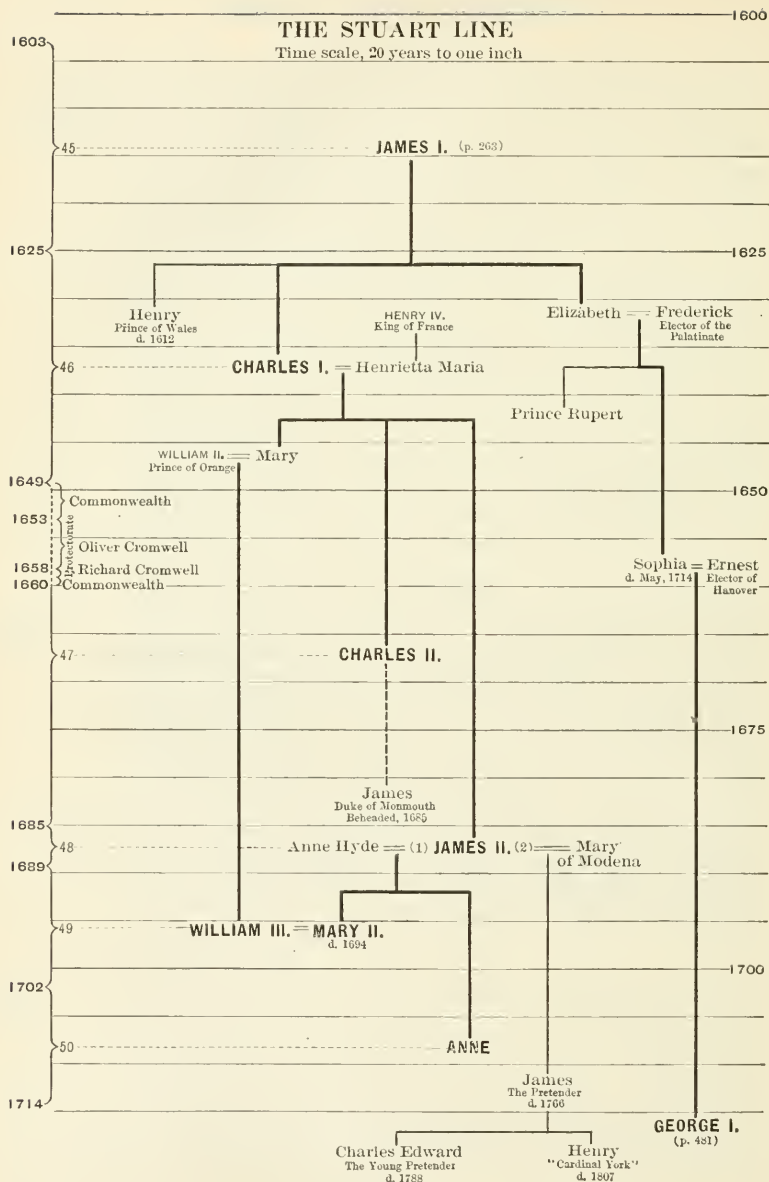 1600
THE STUART LINE
Time scale, 20 years to one inch
1603
45
JAMES I. (p. 263)
1625
1625
Henry
Prince of Wales
d. 1612
HENRY IV.
King of France
Elizabeth = Frederick
Elector of the
Palatinate
46
CHARLES I. = Henrietta Maria
Prince Rupert
WILLIAM II. = Mary
Prince of Orange
1649
1650
Commonwealth
1653
Protectorate
Oliver Cromwell
1658
Richard Cromwell
1660
Commonwealth
Sophia = Ernest
d. May, 1714
Elector of
Hanover
47
CHARLES II.
1675
James
Duke of Monmouth
Beheaded, 1685
1685
48
Anne Hyde = (1) JAMES II. (2) = Mary
of Modena
1689
49
WILLIAM III. = MARY II.
d. 1694
1700
1702
50
ANNE
James
The Pretender
d. 1766
1714
GEORGE I.
(p. 481)
Charles Edward
The Young Pretender
d. 1788
Henry
"Cardinal York"
d. 1807